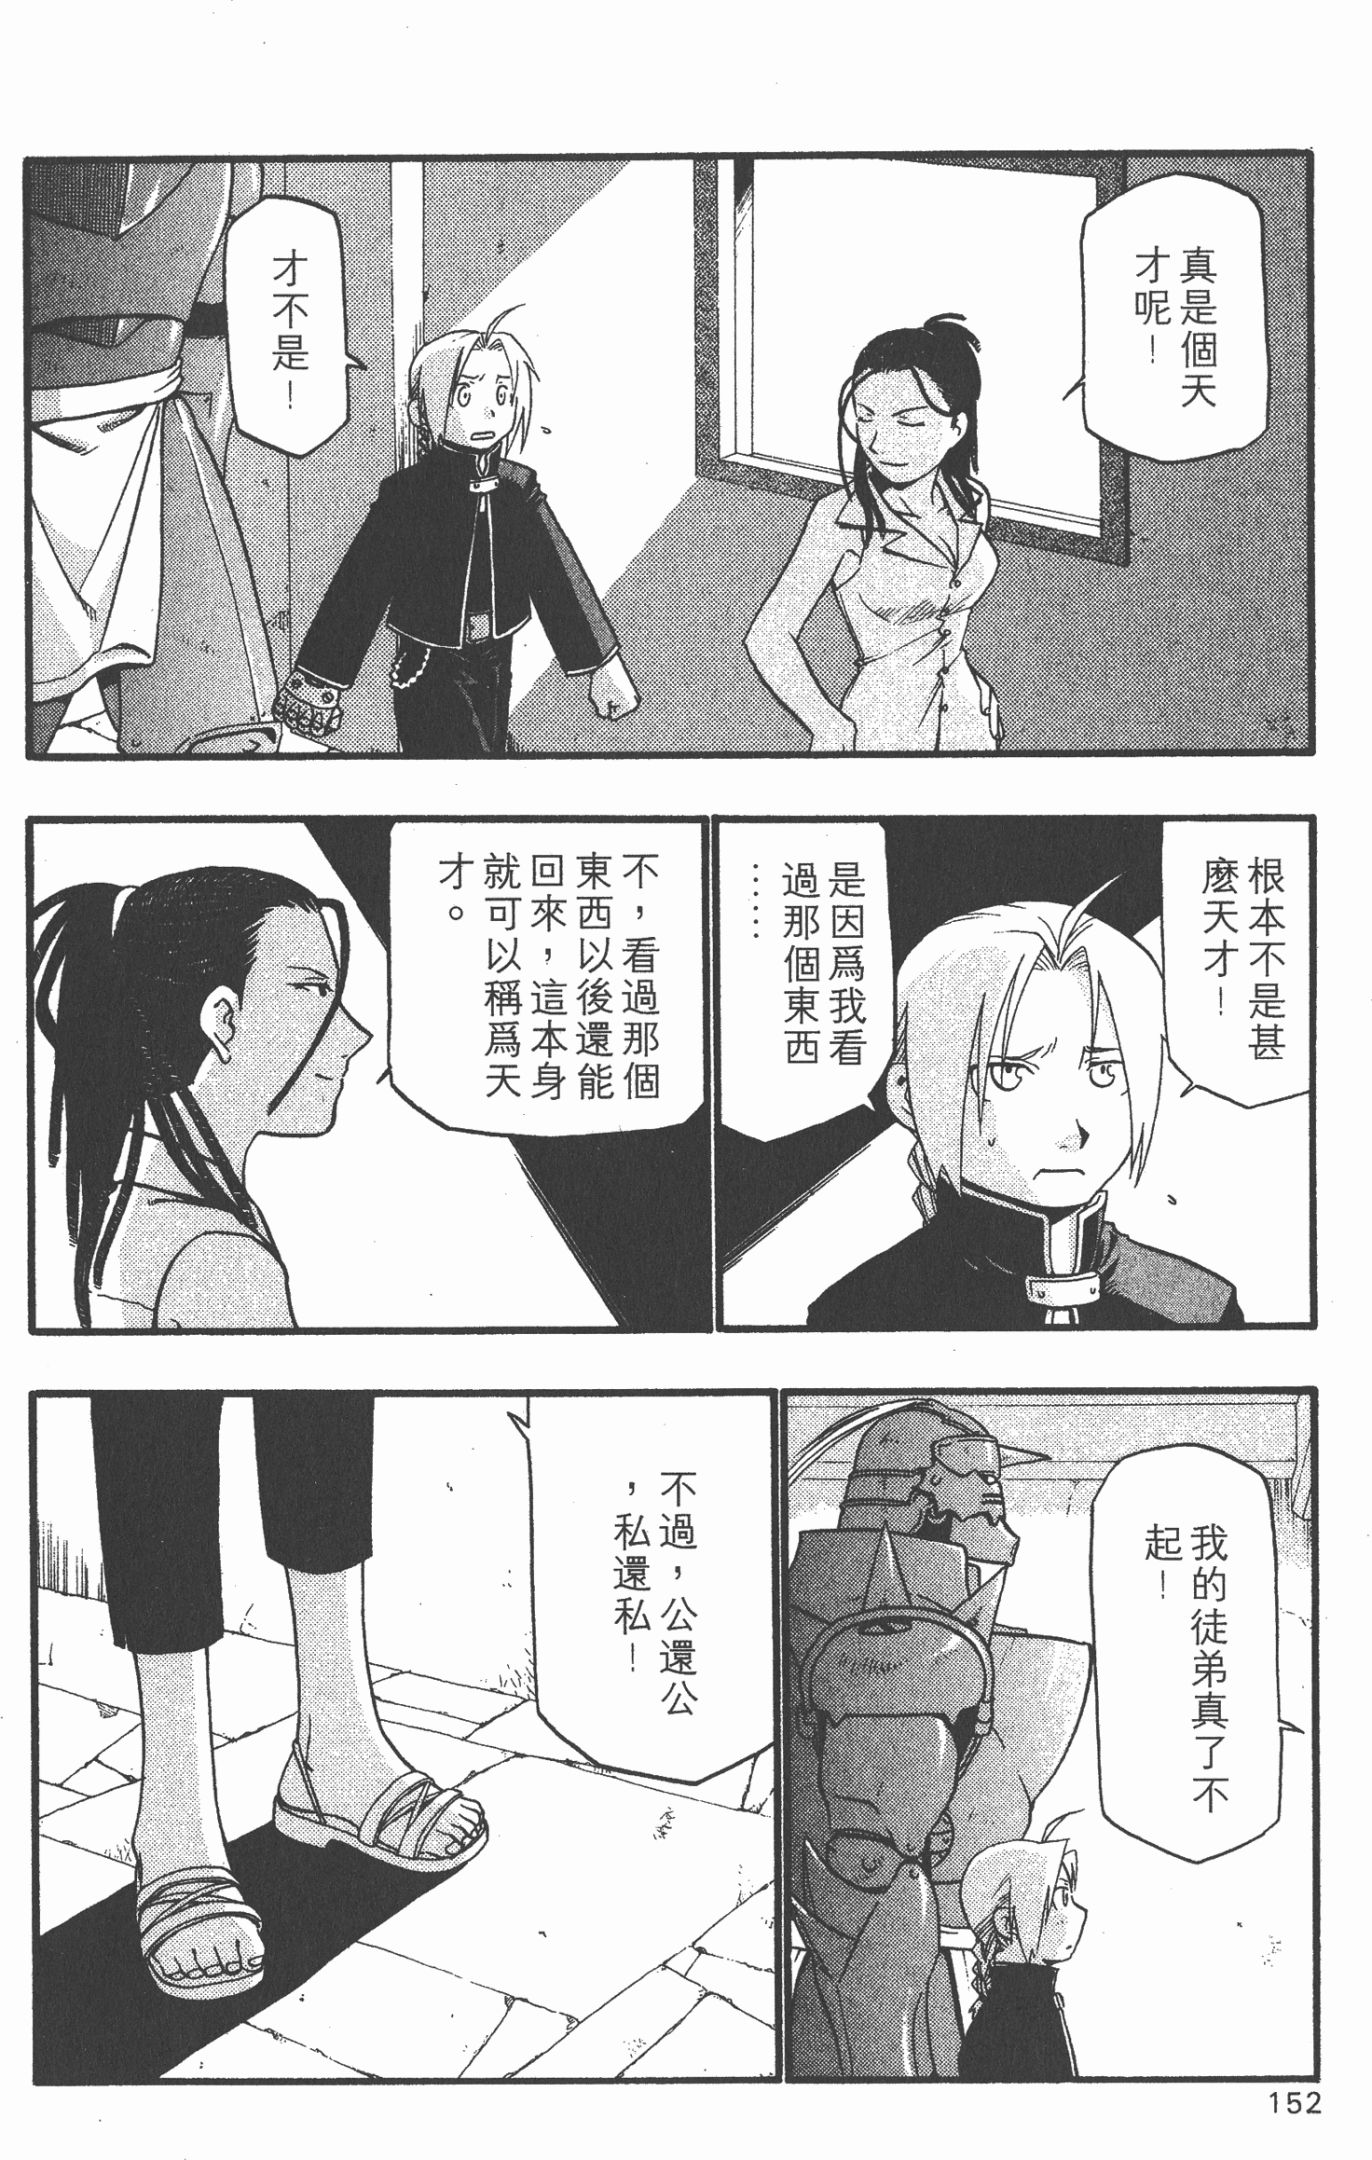 真是個天
才呢！
才不是！
根本不是甚
麽天才！
是因爲我看
過那個東西
……
不，看過那個
東西以後還能
回來，這本身
就可以稱爲天
才。
我的徒弟真了不
起！
不過，公還公
，私還私！
152